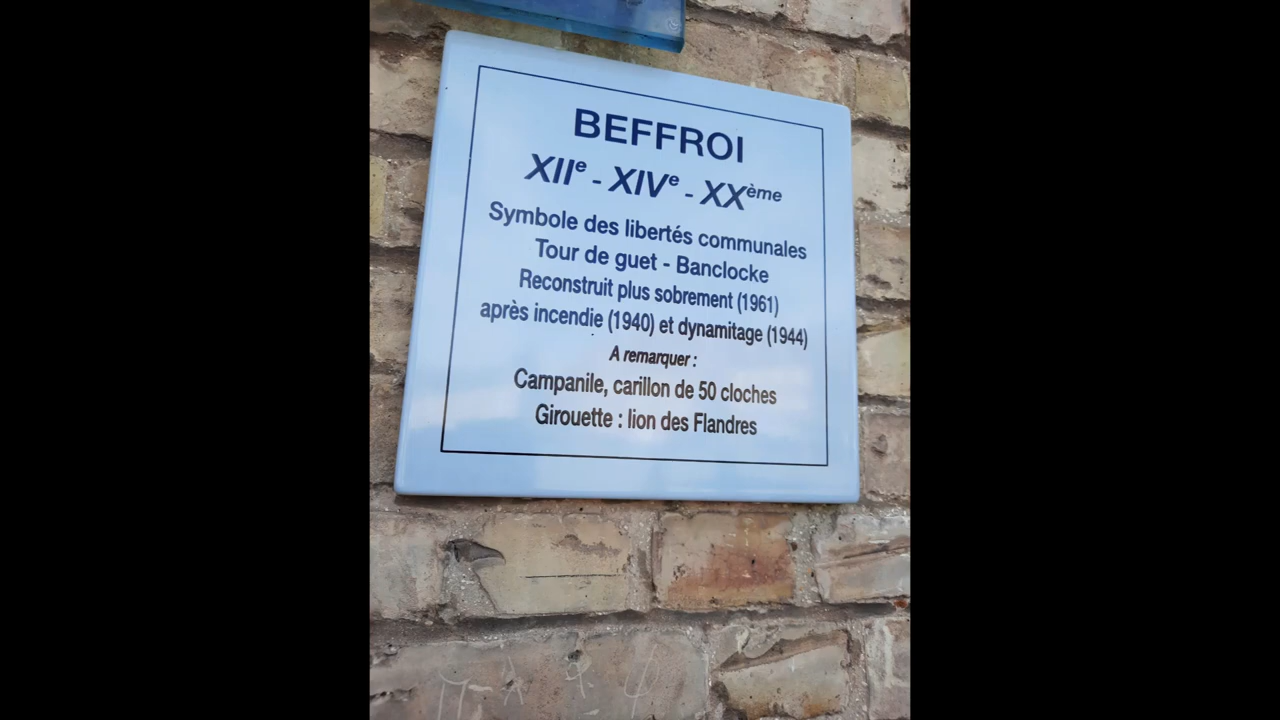 BEFFROI
XIIe - XIVe - XXème
Symbole des libertés communales
Tour de guet - Banclocke
Reconstruit plus sobrement (1961)
après incendie (1940) et dynamitage (1944)
A remarquer :
Campanile, carillon de 50 cloches
Girouette : lion des Flandres